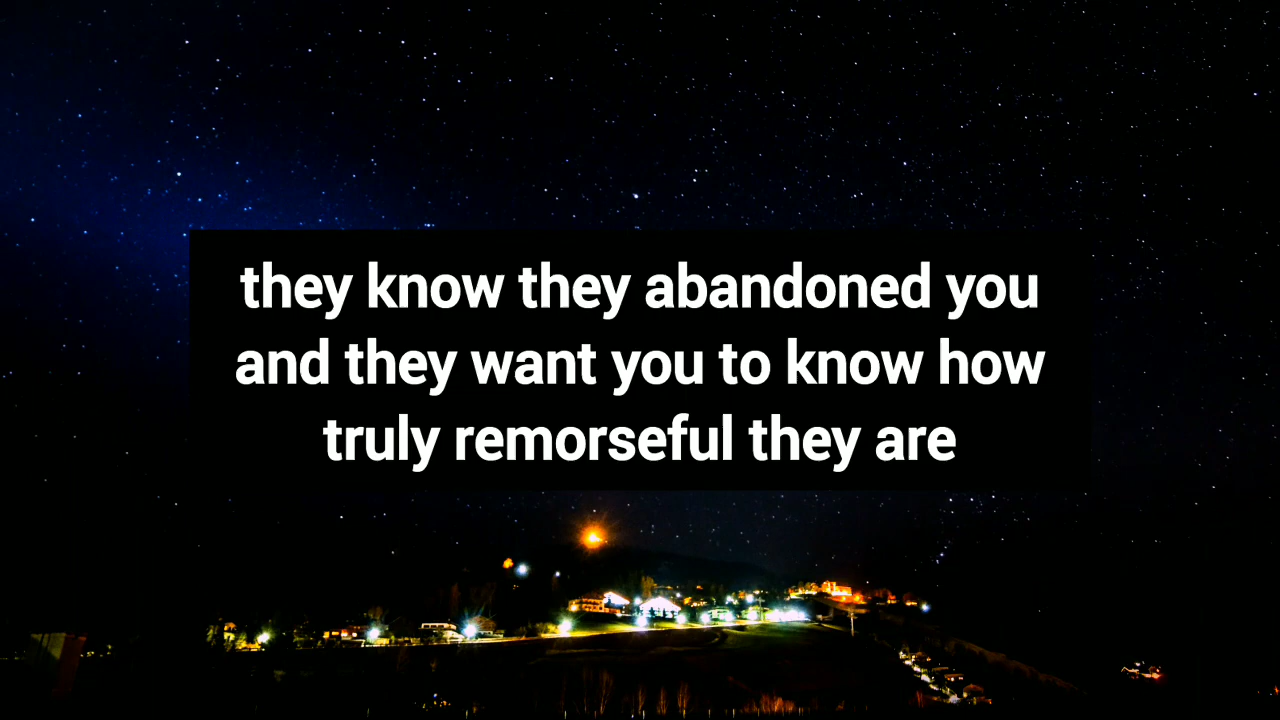 they know they abandoned you
and they want you to know how
truly remorseful they are